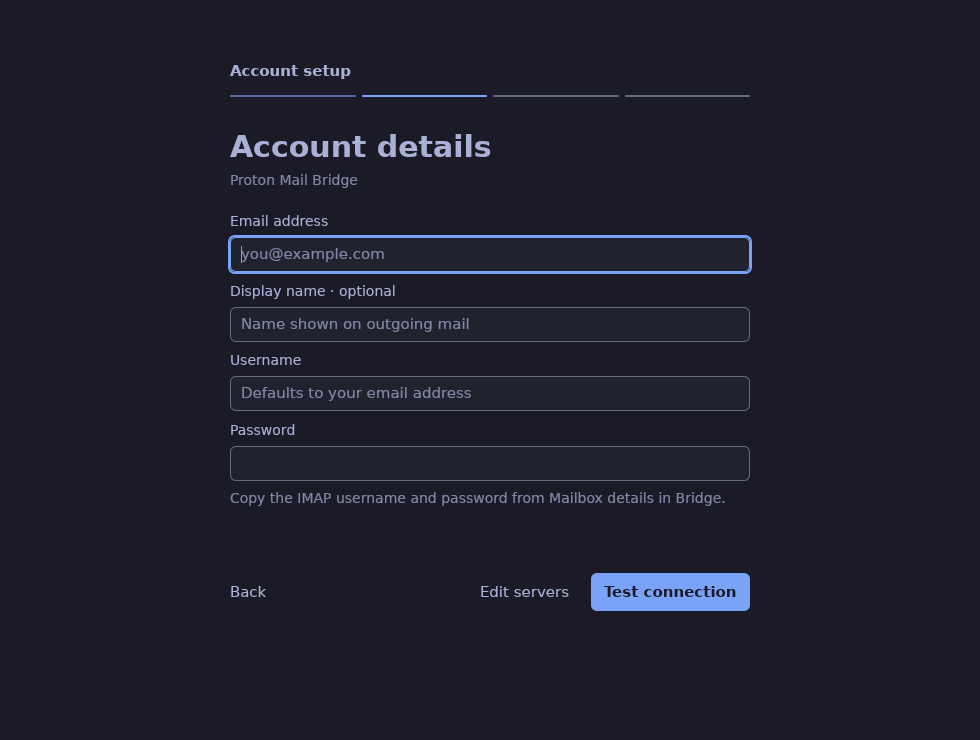 Account setup
Account details
Proton Mail Bridge
Email address
you@example.com
Display name · optional
Name shown on outgoing mail
Username
Defaults to your email address
Password
Copy the IMAP username and password from Mailbox details in Bridge.
Back
Edit servers
Test connection